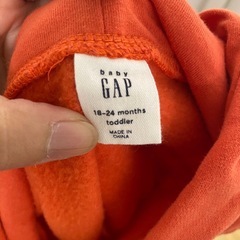 baby
GAP
18-24 months
toddler
MADE IN
CHINA